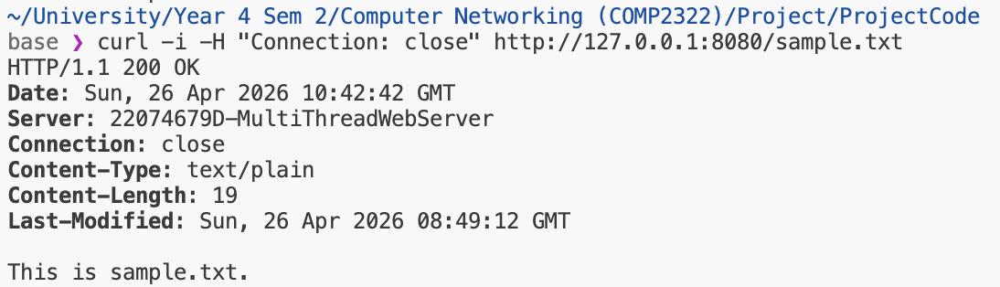 ~/University/Year 4 Sem 2/Computer Networking (COMP2322)/Project/ProjectCode
base ❯ curl -i -H "Connection: close" http://127.0.0.1:8080/sample.txt
HTTP/1.1 200 OK
Date: Sun, 26 Apr 2026 10:42:42 GMT
Server: 22074679D-MultiThreadWebServer
Connection: close
Content-Type: text/plain
Content-Length: 19
Last-Modified: Sun, 26 Apr 2026 08:49:12 GMT

This is sample.txt.